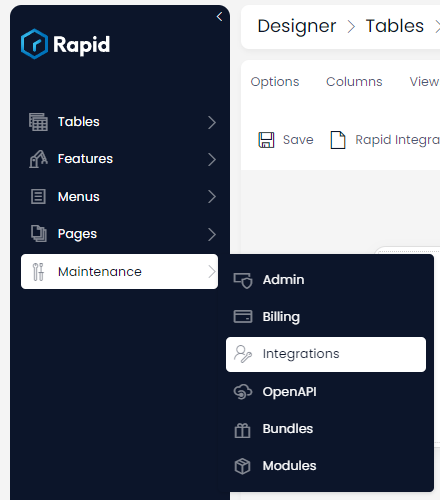 Rapid
Tables
Features
Menus
Pages
Maintenance
Admin
Billing
Integrations
OpenAPI
Bundles
Modules
Designer > Tables >
Options Columns View
Save Rapid Integra